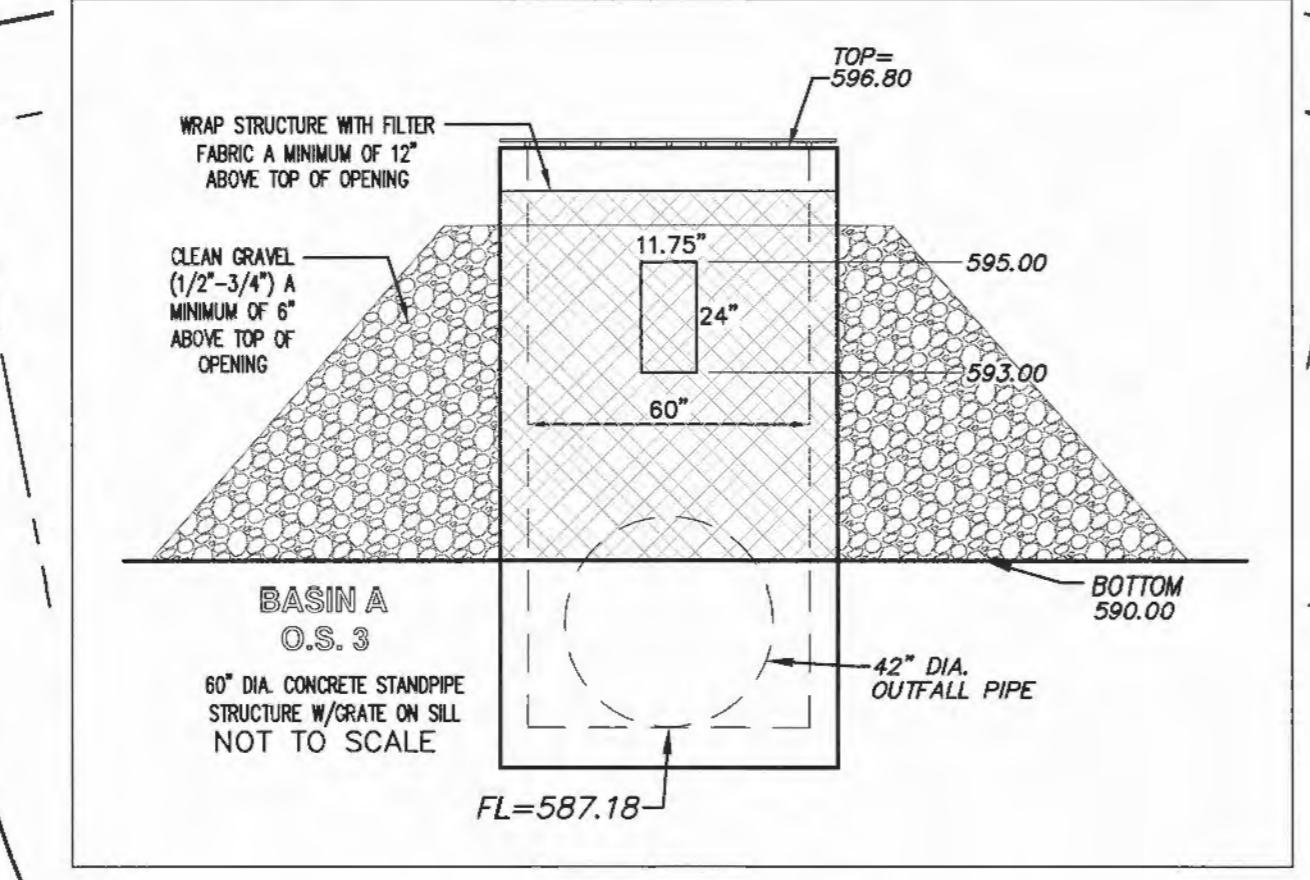 TOP=
596.80
WRAP STRUCTURE WITH FILTER
FABRIC A MINIMUM OF 12"
ABOVE TOP OF OPENING
CLEAN GRAVEL
(1/2"-3/4") A
MINIMUM OF 6"
ABOVE TOP OF
OPENING
11.75"
595.00
24"
593.00
60"
BOTTOM
590.00
BASIN A
O.S. 3
60" DIA. CONCRETE STANDPIPE
STRUCTURE W/GRATE ON SILL
NOT TO SCALE
42" DIA.
OUTFALL PIPE
FL=587.18